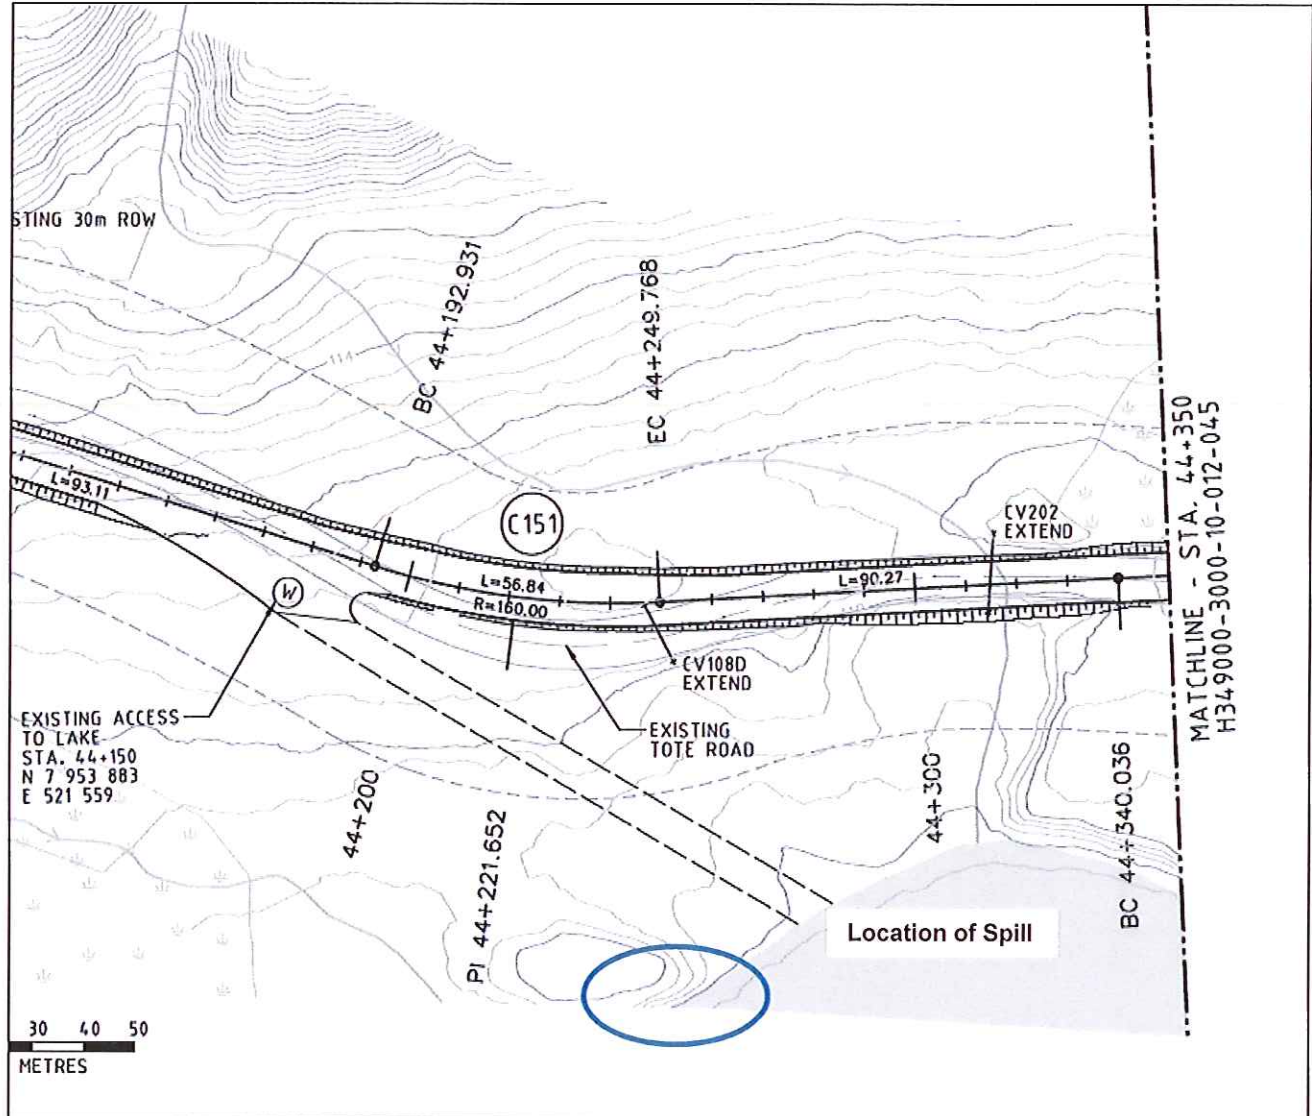 STING 30m ROW
114
BC 44+192.931
EC 44+249.768
MATCHLINE - STA. 44+350
H349000-3000-10-012-045
L=93.11
C151
CV202
EXTEND
L=56.84
R=160.00
L=90.27
W
CV108D
EXTEND
EXISTING ACCESS
TO LAKE
STA. 44+150
N 7 953 883
E 521 559
EXISTING
TOTE ROAD
44+200
PI 44+221.652
44+300
BC 44+340.036
Location of Spill
30 40 50
METRES